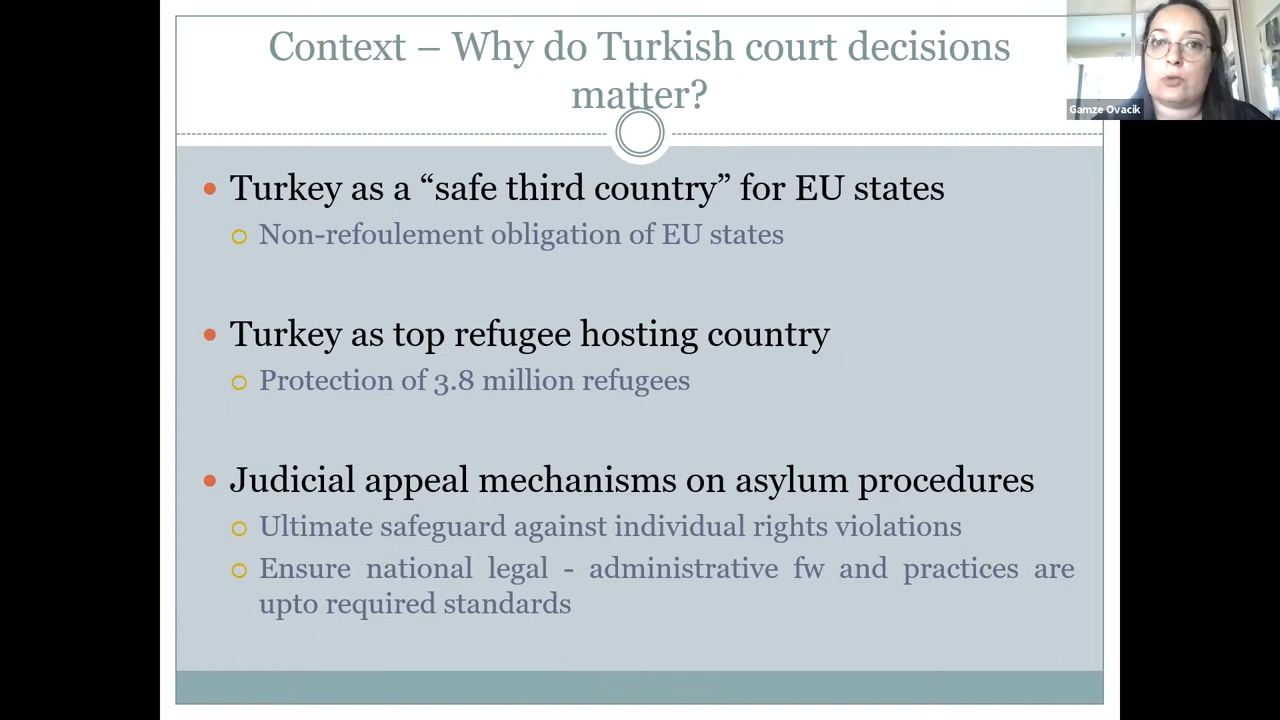 Context – Why do Turkish court decisions
matter?
Gamze Ovacik
• Turkey as a “safe third country” for EU states
Non-refoulement obligation of EU states
• Turkey as top refugee hosting country
Protection of 3.8 million refugees
• Judicial appeal mechanisms on asylum procedures
Ultimate safeguard against individual rights violations
Ensure national legal - administrative fw and practices are
upto required standards